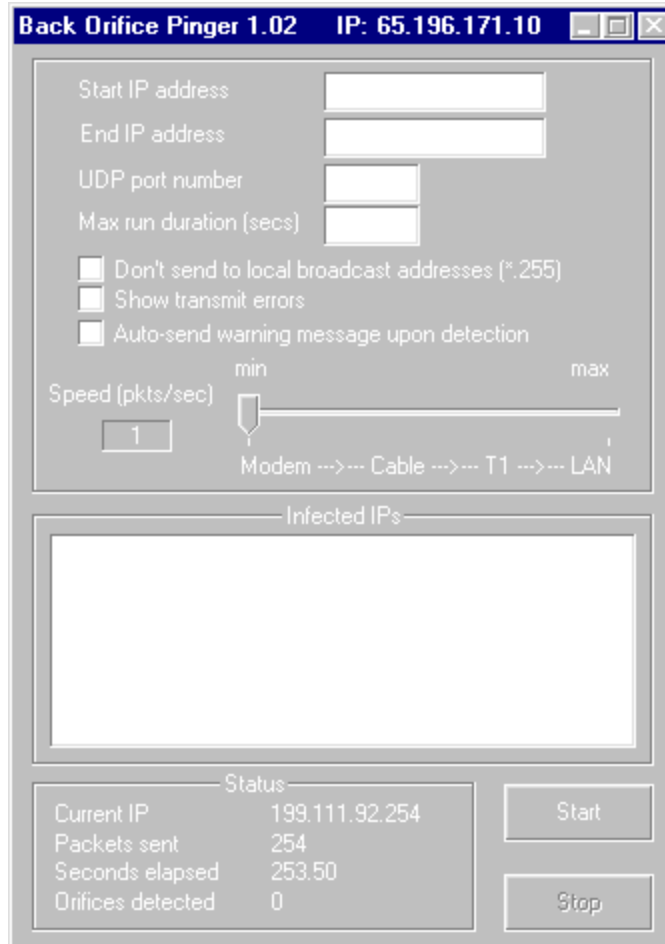 Back Orifice Pinger 1.02 IP: 65.196.171.10
Start IP address
End IP address
UDP port number
Max run duration (secs)
Don't send to local broadcast addresses (*.255)
Show transmit errors
Auto-send warning message upon detection
min max
Speed (pkts/sec)
1
Modem --->--- Cable --->--- T1 --->--- LAN
Infected IPs
Status
Current IP 199.111.92.254
Packets sent 254
Seconds elapsed 253.50
Orifices detected 0
Start
Stop